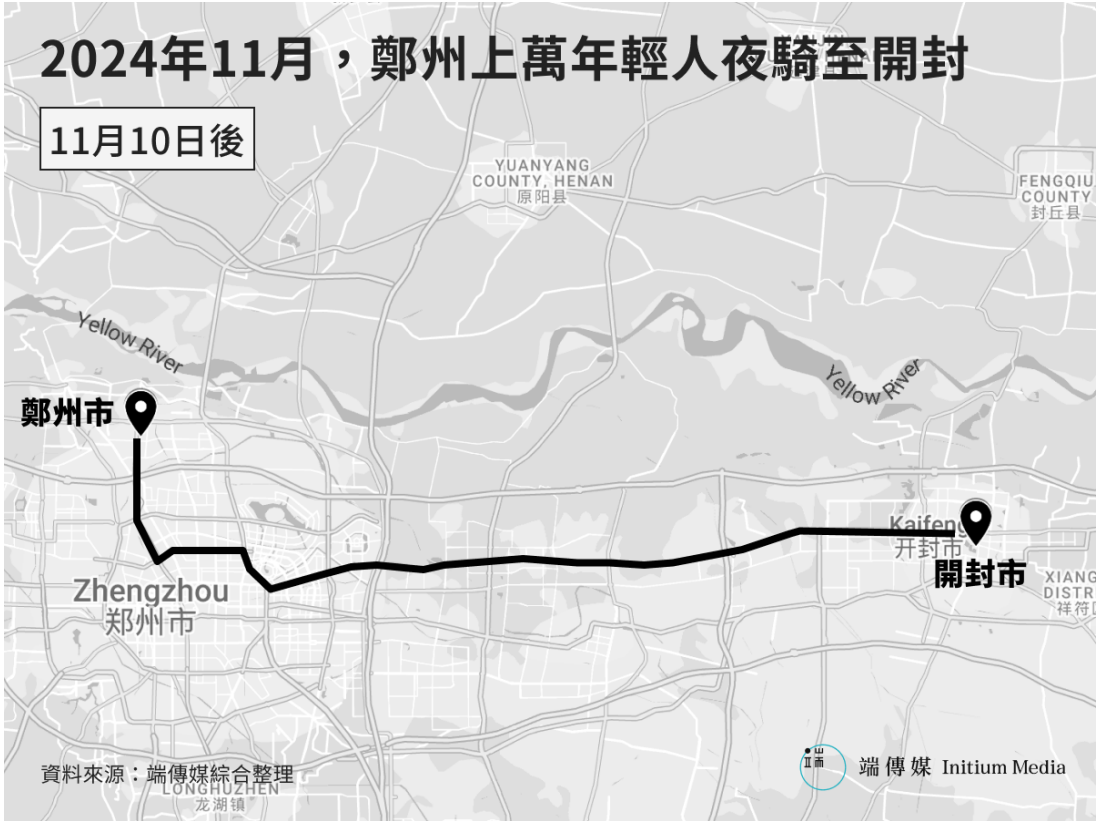 2024年11月，鄭州上萬年輕人夜騎至開封
11月10日後
YUANYANG
COUNTY, HENAN
原阳县
FENGQIU
COUNTY
封丘县
Yellow River
Yellow River
鄭州市
Kaifeng
开封市
開封市
Zhengzhou
郑州市
XIANG
DISTR
祥符
資料來源：端傳媒綜合整理
LONGHUZHEN
龙湖镇
端傳媒 Initium Media